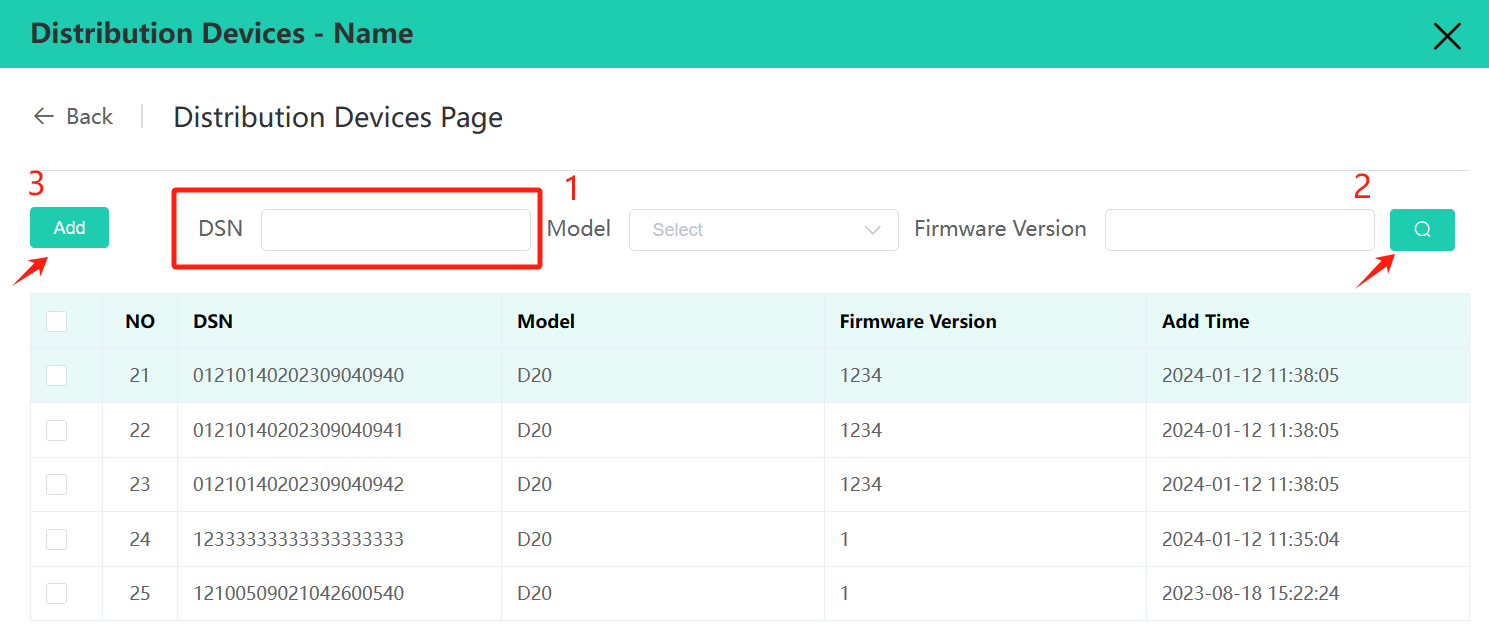 Distribution Devices - Name
Back
Distribution Devices Page
3
1
2
Add
DSN
Model
Select
Firmware Version
NO DSN Model Firmware Version Add Time
21 01210140202309040940 D20 1234 2024-01-12 11:38:05
22 01210140202309040941 D20 1234 2024-01-12 11:38:05
23 01210140202309040942 D20 1234 2024-01-12 11:38:05
24 12333333333333333333 D20 1 2024-01-12 11:35:04
25 12100509021042600540 D20 1 2023-08-18 15:22:24